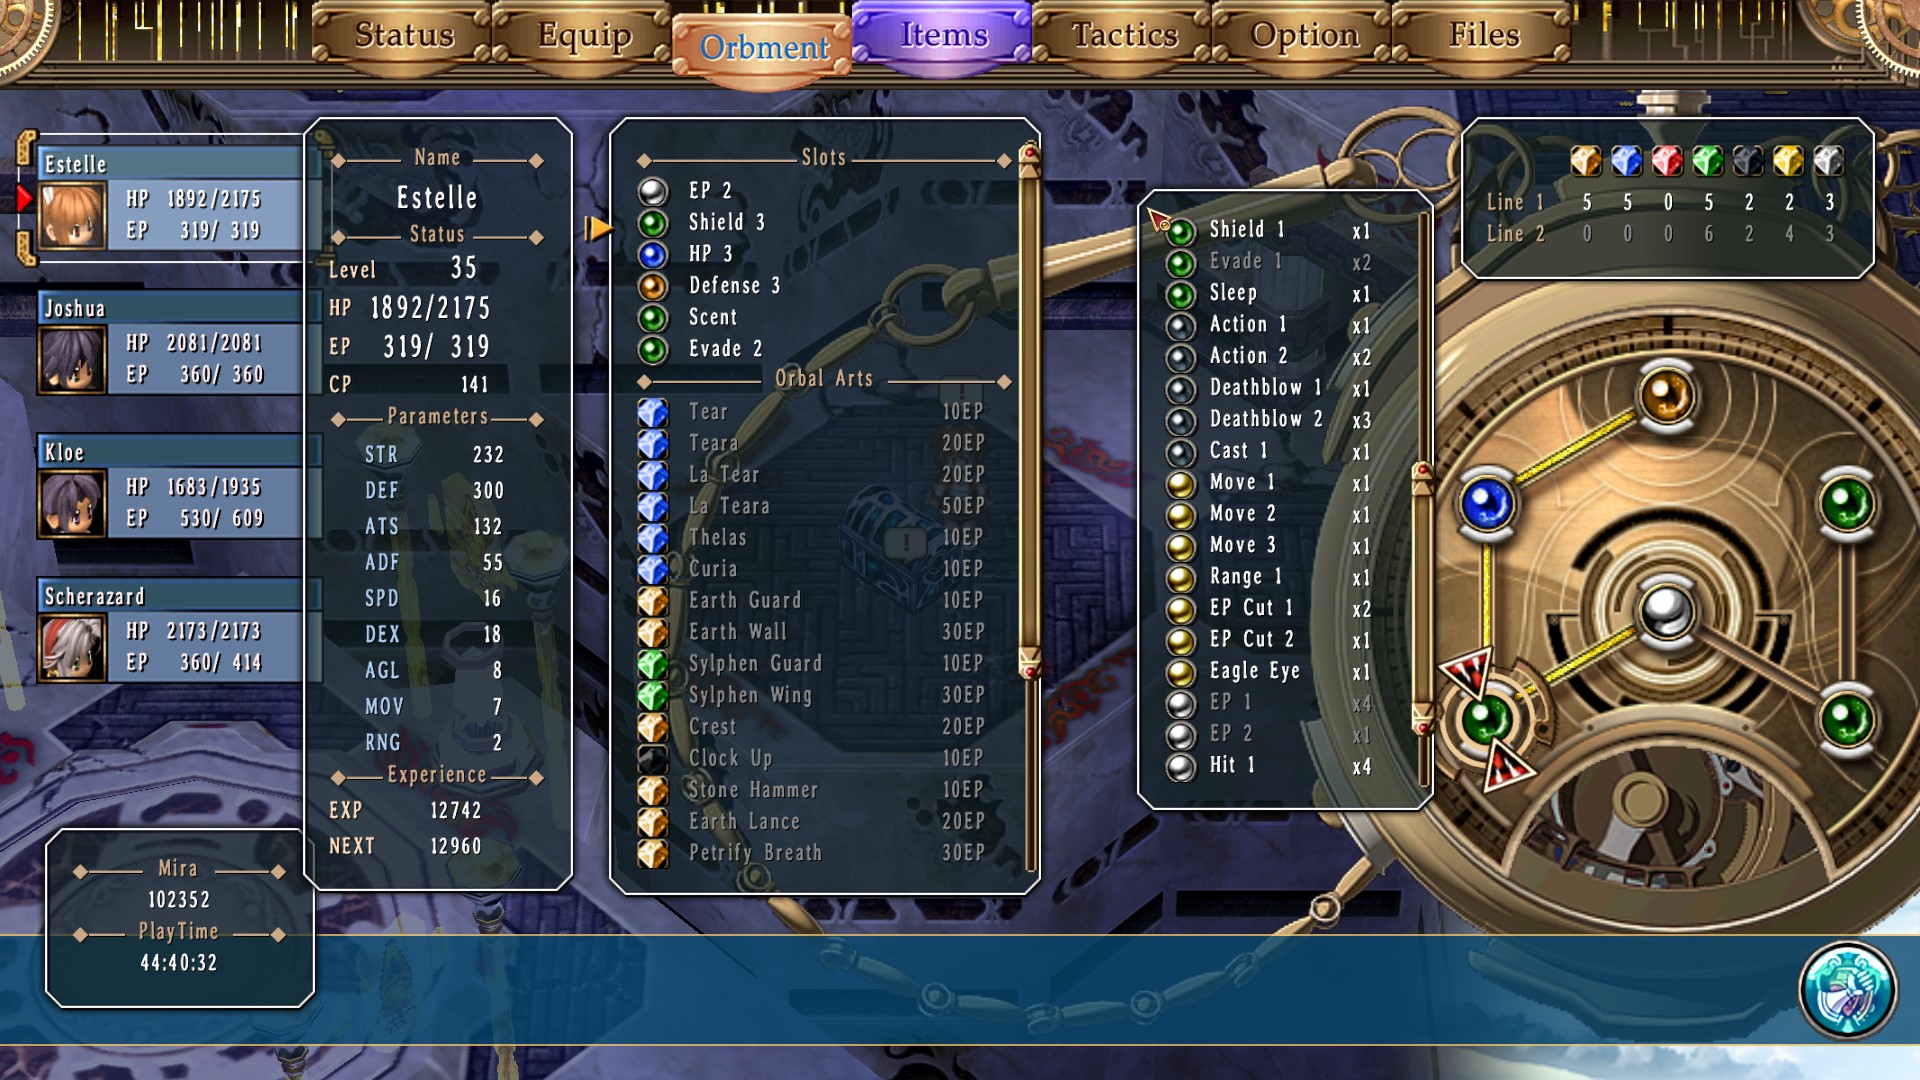 Status Equip Orbment Items Tactics Option Files
Estelle
HP 1892/2175
EP 319/ 319
Joshua
HP 2081/2081
EP 360/ 360
Kloe
HP 1683/1935
EP 530/ 609
Scherazard
HP 2173/2173
EP 360/ 414
Mira
102352
PlayTime
44:40:32
Name
Estelle
Status
Level 35
HP 1892/2175
EP 319/ 319
CP 141
Parameters
STR 232
DEF 300
ATS 132
ADF 55
SPD 16
DEX 18
AGL 8
MOV 7
RNG 2
Experience
EXP 12742
NEXT 12960
Slots
EP 2
Shield 3
HP 3
Defense 3
Scent
Evade 2
Orbal Arts
Tear 10EP
Teara 20EP
La Tear 20EP
La Teara 50EP
Thelas 10EP
Curia 10EP
Earth Guard 10EP
Earth Wall 30EP
Sylphen Guard 10EP
Sylphen Wing 30EP
Crest 20EP
Clock Up 10EP
Stone Hammer 10EP
Earth Lance 20EP
Petrify Breath 30EP
Shield 1 x1
Evade 1 x2
Sleep x1
Action 1 x1
Action 2 x2
Deathblow 1 x1
Deathblow 2 x3
Cast 1 x1
Move 1 x1
Move 2 x1
Move 3 x1
Range 1 x1
EP Cut 1 x2
EP Cut 2 x1
Eagle Eye x1
EP 1 x4
EP 2 x1
Hit 1 x4
Line 1 5 5 0 5 2 2 3
Line 2 0 0 0 6 2 4 3